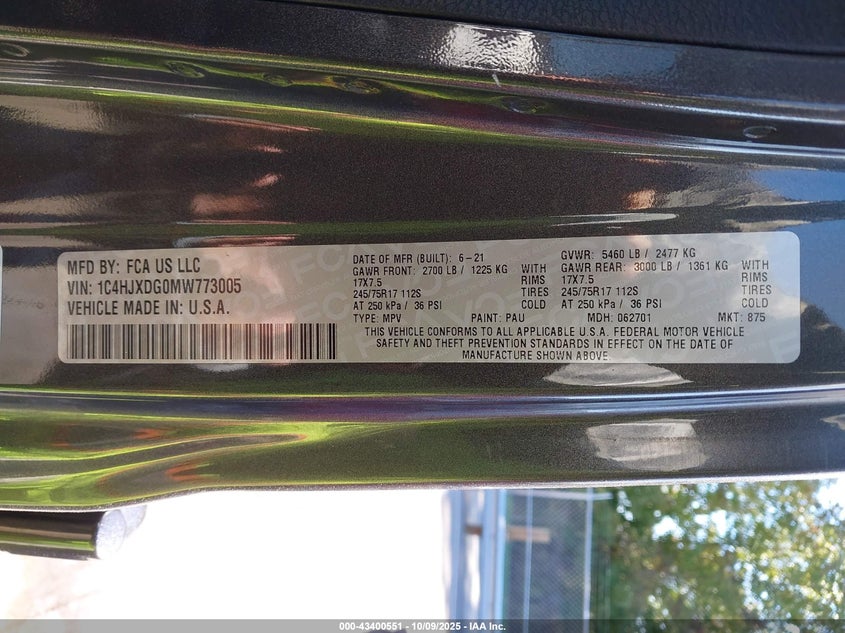 MFD BY: FCA US LLC
VIN: 1C4HJXDG0MW773005
VEHICLE MADE IN: U.S.A.
DATE OF MFR (BUILT): 6-21 GVWR: 5460 LB / 2477 KG
GAWR FRONT: 2700 LB / 1225 KG WITH GAWR REAR: 3000 LB / 1361 KG WITH
17X7.5 RIMS 17X7.5 RIMS
245/75R17 112S TIRES 245/75R17 112S TIRES
AT 250 kPa / 36 PSI COLD AT 250 kPa / 36 PSI COLD
TYPE: MPV PAINT: PAU MDH: 062701 MKT: 875
THIS VEHICLE CONFORMS TO ALL APPLICABLE U.S.A. FEDERAL MOTOR VEHICLE
SAFETY AND THEFT PREVENTION STANDARDS IN EFFECT ON THE DATE OF
MANUFACTURE SHOWN ABOVE.
000-43400551 - 10/09/2025 - IAA Inc.